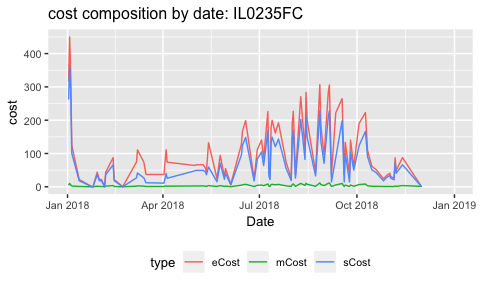 cost composition by date: IL0235FC
cost
400
300
200
100
0
Jan 2018 Apr 2018 Jul 2018 Oct 2018 Jan 2019
Date
type eCost mCost sCost